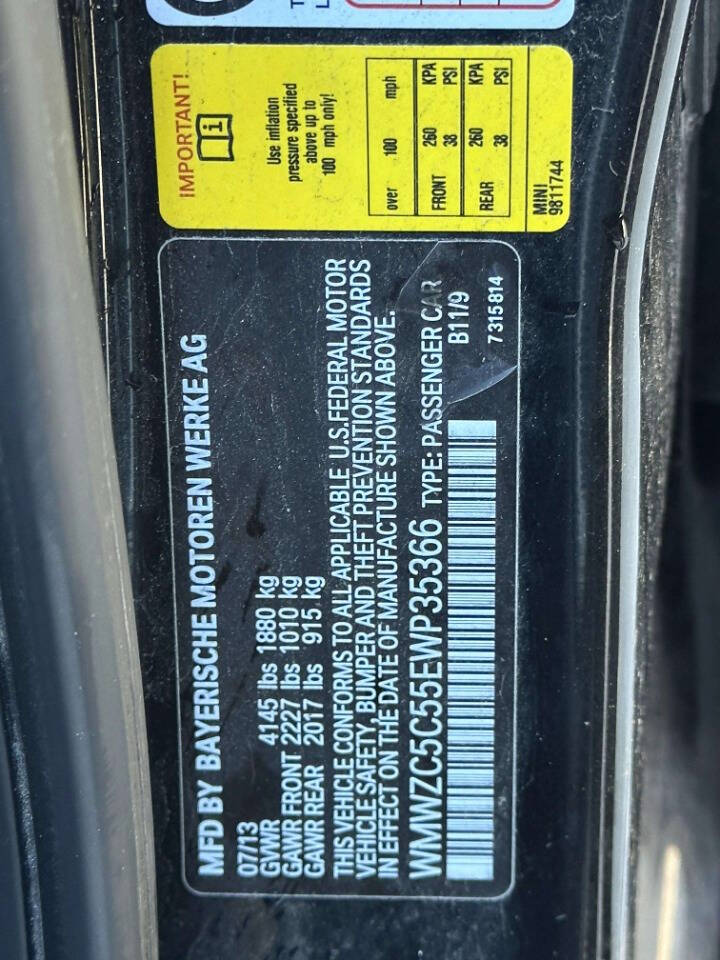 IMPORTANT!
i
Use inflation
pressure specified
above up to
100 mph only!
over 100 mph
FRONT 260 KPA
38 PSI
REAR 260 KPA
38 PSI
MINI
9811744
MFD BY BAYERISCHE MOTOREN WERKE AG
07/13
GVWR 4145 lbs 1880 kg
GAWR FRONT 2227 lbs 1010 kg
GAWR REAR 2017 lbs 915 kg
THIS VEHICLE CONFORMS TO ALL APPLICABLE U.S.FEDERAL MOTOR
VEHICLE SAFETY, BUMPER AND THEFT PREVENTION STANDARDS
IN EFFECT ON THE DATE OF MANUFACTURE SHOWN ABOVE.
WMWZC5C55EWP35366 TYPE: PASSENGER CAR
B11/9
7315814